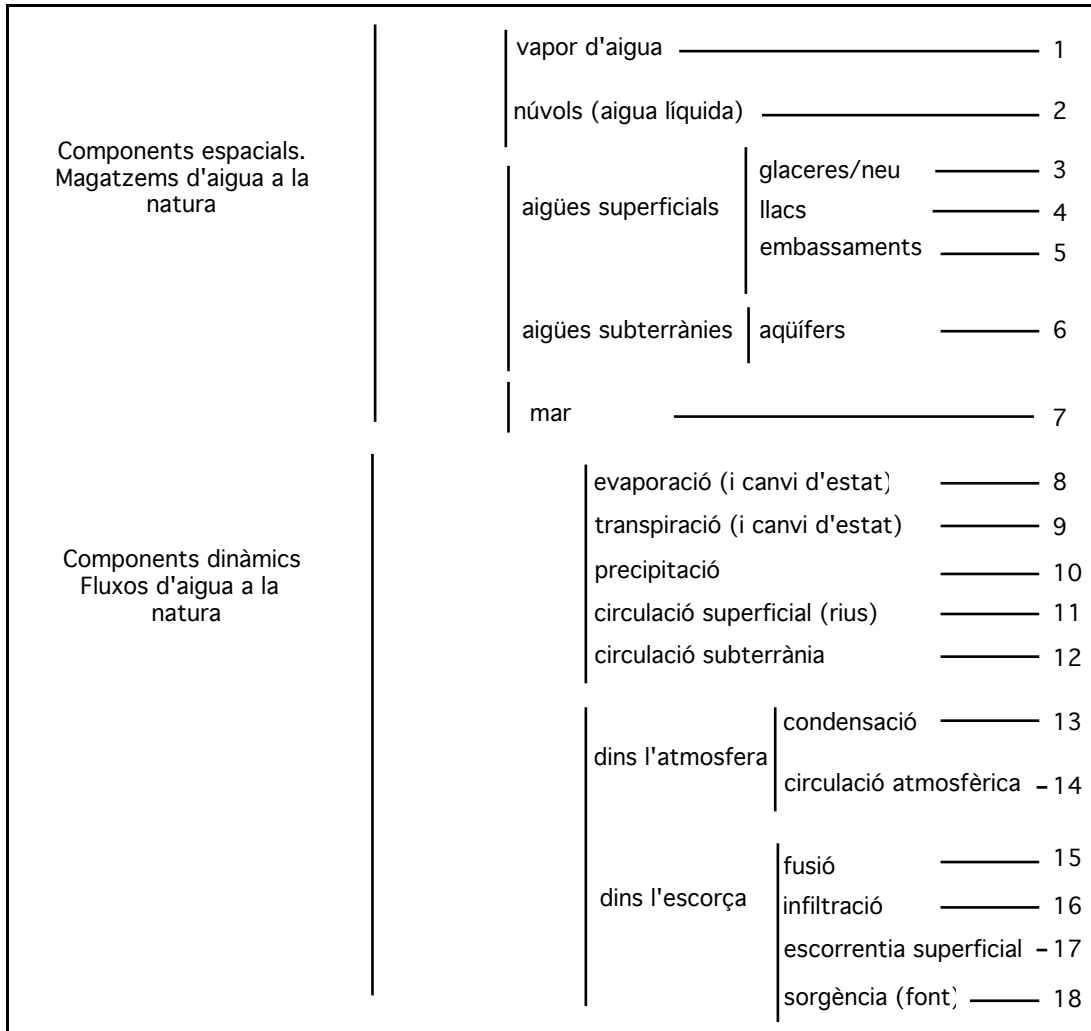 Components espacials.
Magatzems d'aigua a la
natura
vapor d'aigua 1
núvols (aigua líquida) 2
aigües superficials
glaceres/neu 3
llacs 4
embassaments 5
aigües subterrànies
aqüífers 6
mar 7
Components dinàmics
Fluxos d'aigua a la
natura
evaporació (i canvi d'estat) 8
transpiració (i canvi d'estat) 9
precipitació 10
circulació superficial (rius) 11
circulació subterrània 12
dins l'atmosfera
condensació 13
circulació atmosfèrica 14
dins l'escorça
fusió 15
infiltració 16
escorrentia superficial 17
sorgència (font) 18